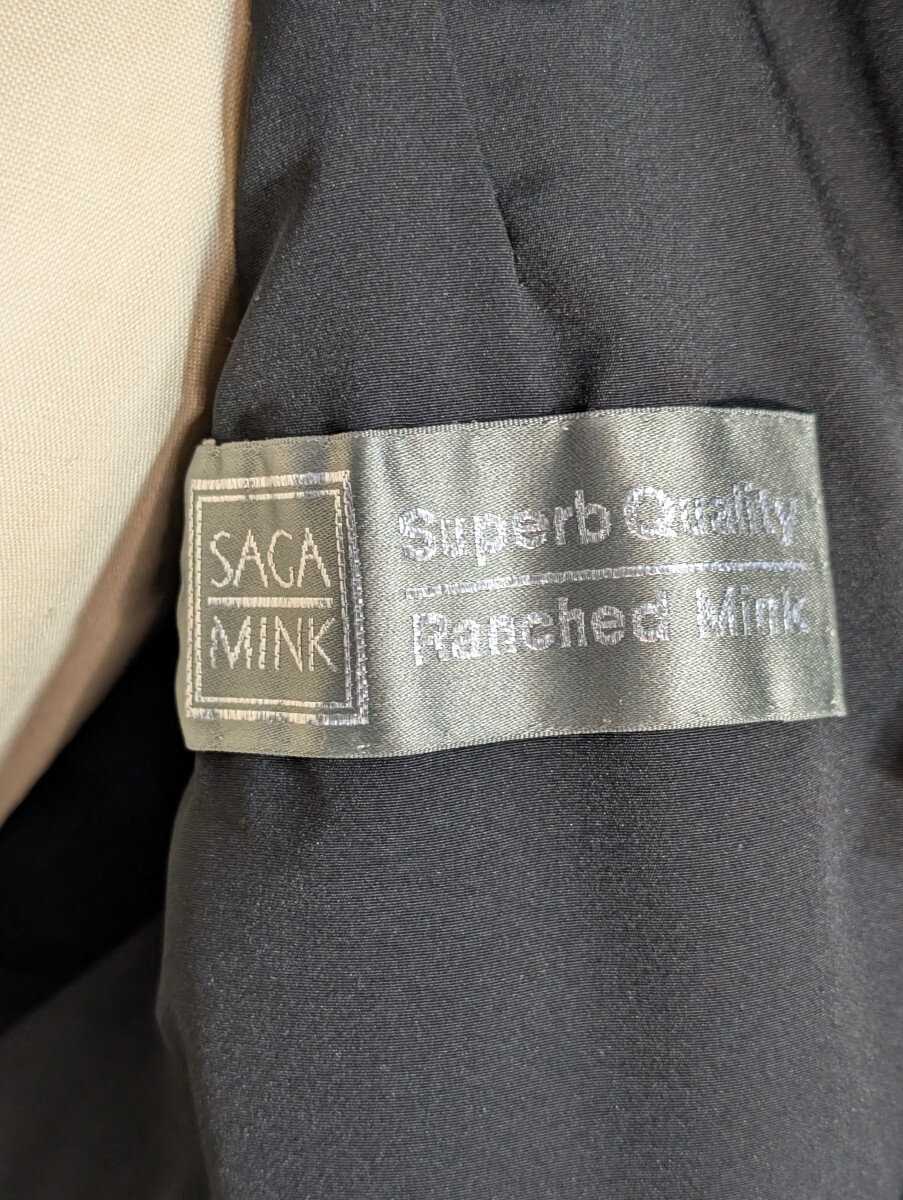 SAGA
MINK
Superb Quality
Ranched Mink